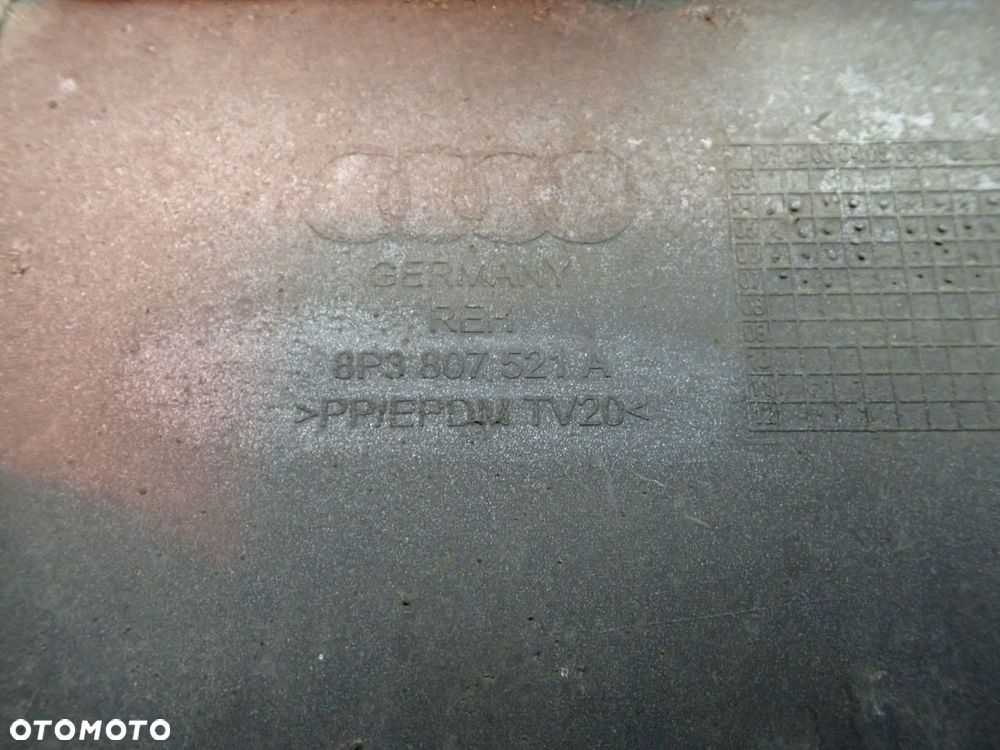 GERMANY
REH
8P3 807 521 A
>PP/EPDM TV20<
OTOMOTO